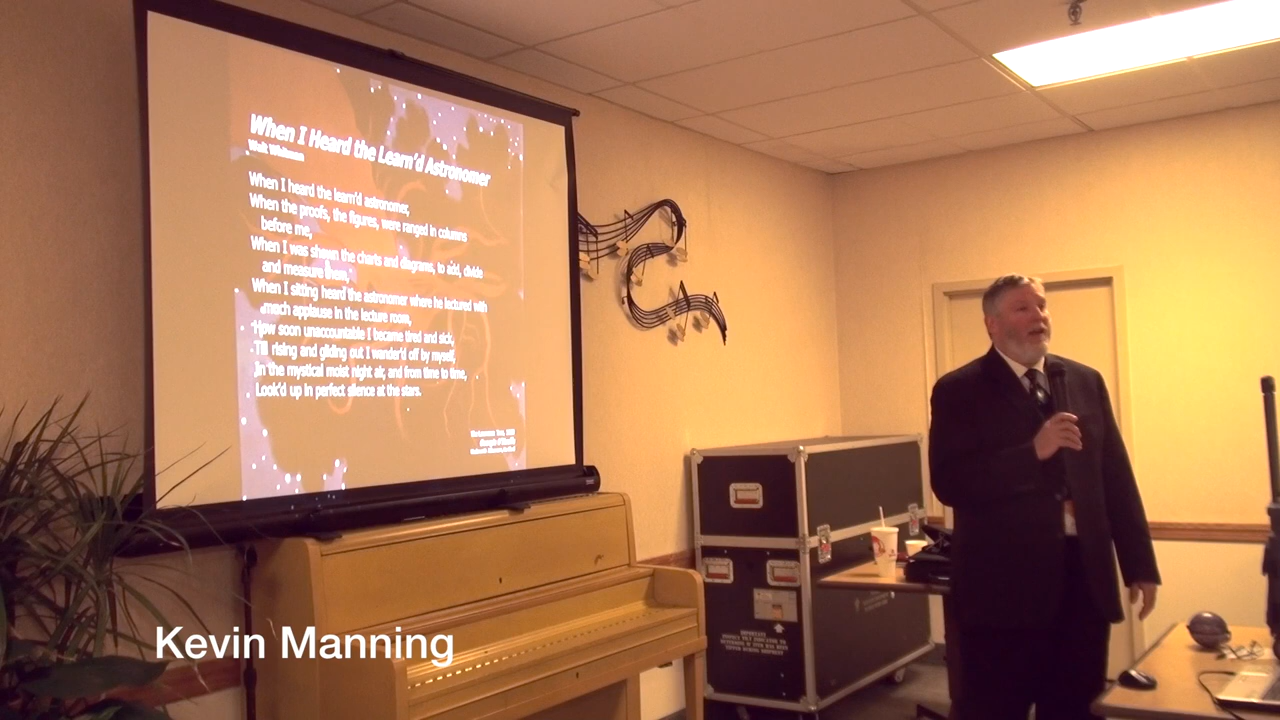 When I Heard the Learn'd Astronomer
Walt Whitman
When I heard the learn'd astronomer,
When the proofs, the figures, were ranged in columns
before me,
When I was shown the charts and diagrams, to add, divide
and measure them,
When I sitting heard the astronomer where he lectured with
much applause in the lecture room,
How soon unaccountable I became tired and sick,
Till rising and gliding out I wander'd off by myself,
In the mystical moist night air, and from time to time,
Look'd up in perfect silence at the stars.
Kevin Manning